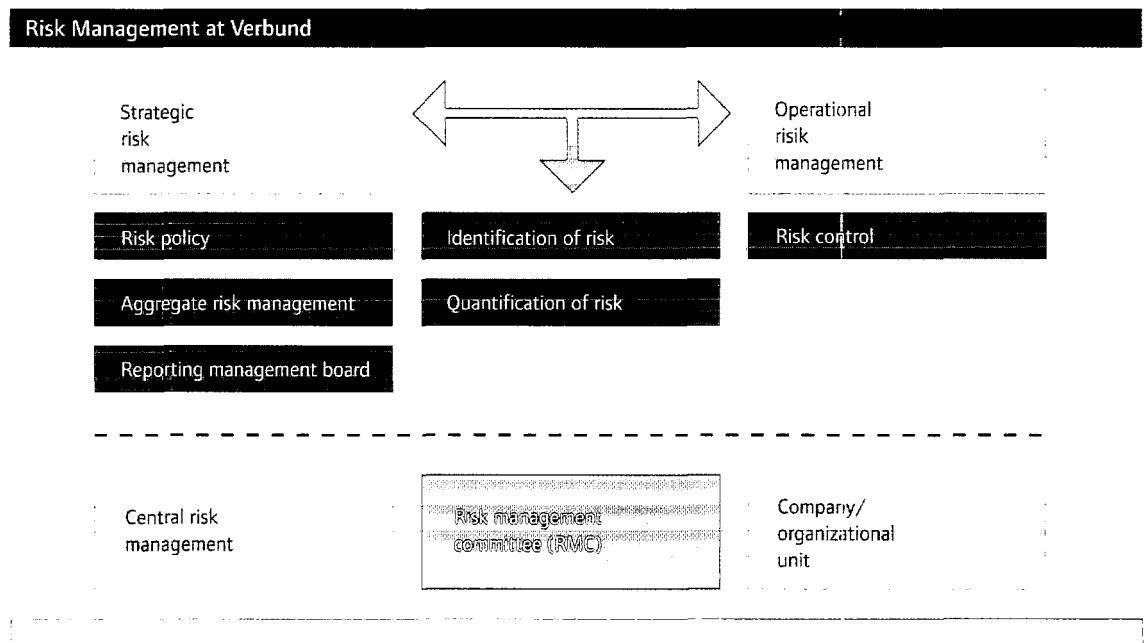 Risk Management at Verbund
Strategic
risk
management
Operational
risik
management
Risk policy
Identification of risk
Risk control
Aggregate risk management
Quantification of risk
Reporting management board
Central risk
management
Risk management
committee (RMC)
Company/
organizational
unit